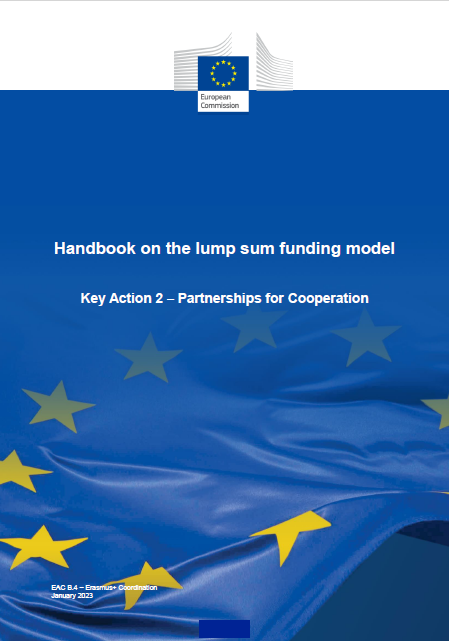 European
Commission
Handbook on the lump sum funding model
Key Action 2 – Partnerships for Cooperation
EAC B.4 – Erasmus+ Coordination
January 2023